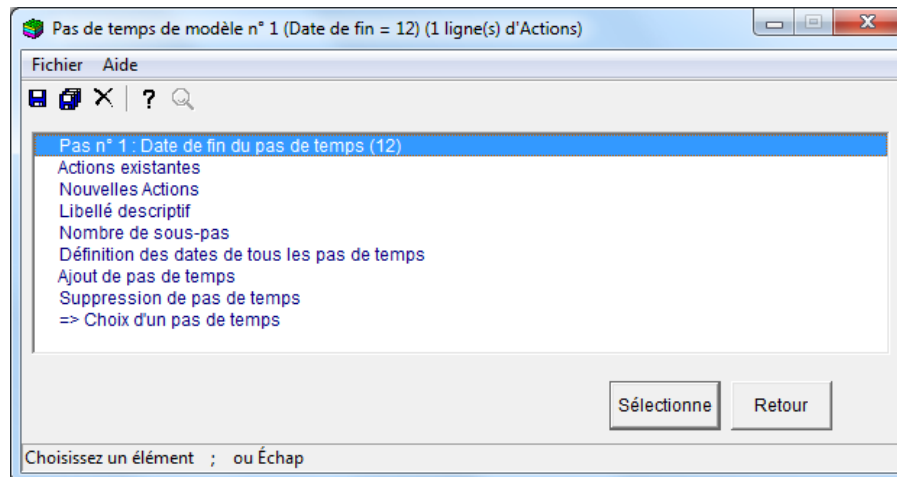 Pas de temps de modèle n° 1 (Date de fin = 12) (1 ligne(s) d'Actions)
Fichier Aide
?
Pas n° 1 : Date de fin du pas de temps (12)
Actions existantes
Nouvelles Actions
Libellé descriptif
Nombre de sous-pas
Définition des dates de tous les pas de temps
Ajout de pas de temps
Suppression de pas de temps
=> Choix d'un pas de temps
Sélectionne Retour
Choisissez un élément ; ou Échap